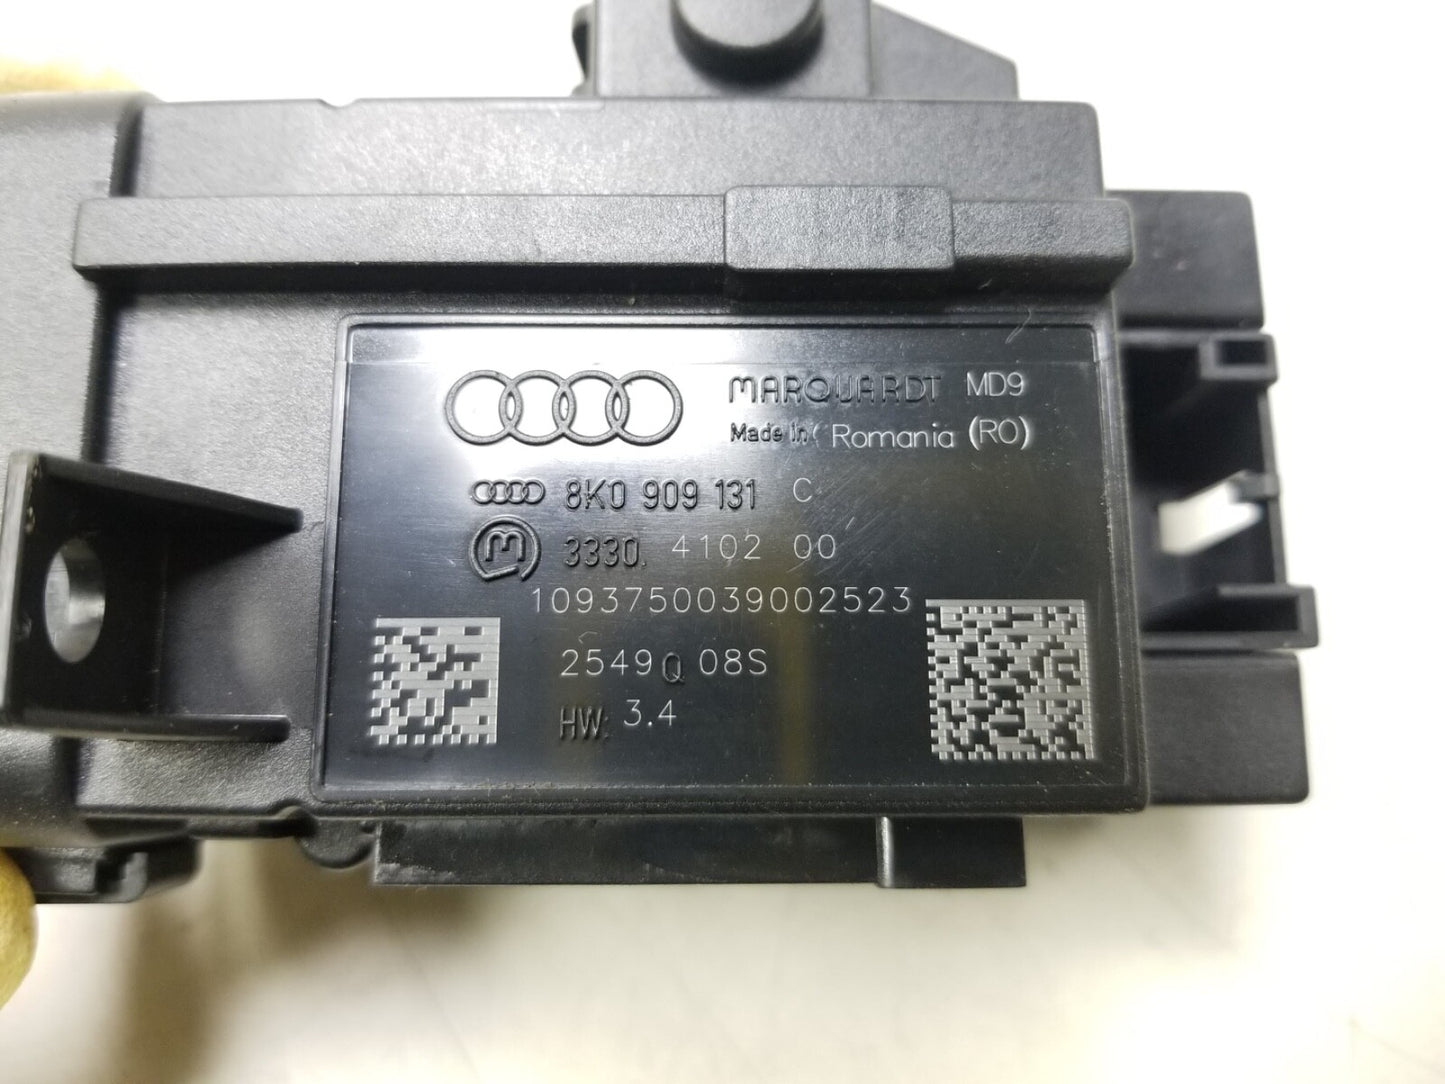 MARQUARDT MD9
Made in Romania (RO)
8K0 909 131 C
M 3330. 4102 00
1093750039002523
2549Q 08S
HW: 3.4